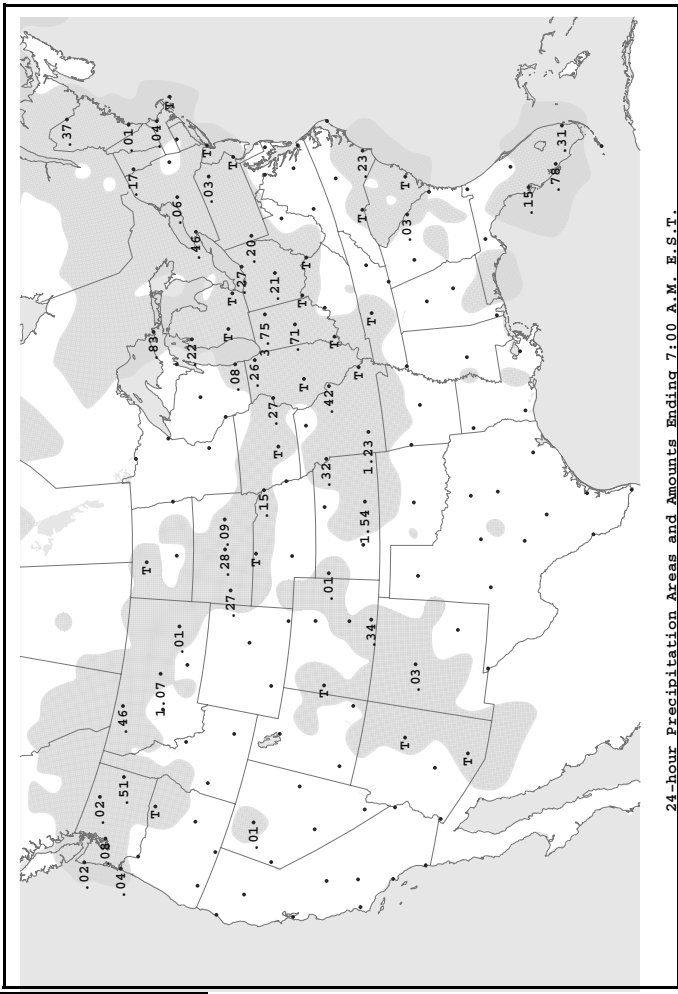 .37
.02
.02
.08
.04
.51
.46
.01
.17
T
.83
T
.04
1.07
T
.06
.01
.22
.46
T
.03
.28
.09
T
.27
T
T
.08
.27
.20
.01
.26
T
.15
3.75
.27
.21
T
.71
T
T
T
T
.32
.01
.42
T
T
T
.23
1.54
1.23
.34
T
T
T
.03
.03
T
.15
.78
.31
24-hour Precipitation Areas and Amounts Ending 7:00 A.M. E.S.T.